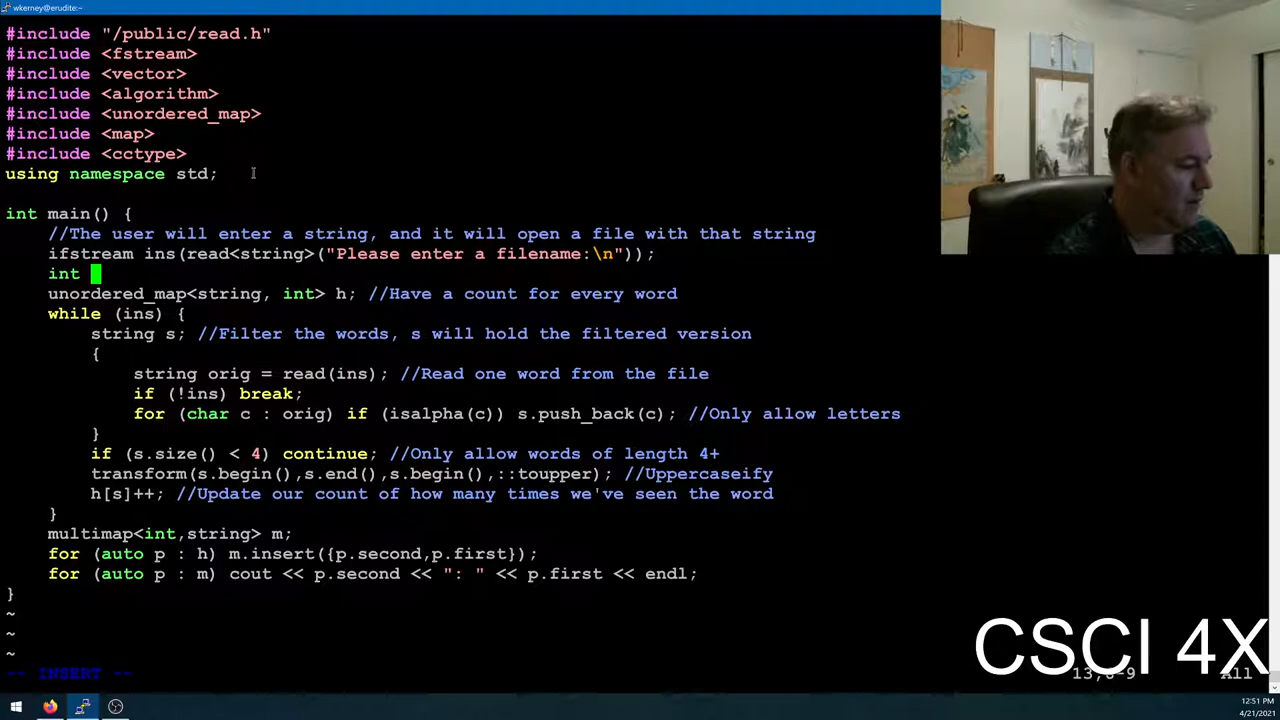 wkerney@erudite:~
#include "/public/read.h"
#include <fstream>
#include <vector>
#include <algorithm>
#include <unordered_map>
#include <map>
#include <cctype>
using namespace std;
int main() {
//The user will enter a string, and it will open a file with that string
ifstream ins(read<string>("Please enter a filename:\n"));
int
unordered_map<string, int> h; //Have a count for every word
while (ins) {
string s; //Filter the words, s will hold the filtered version
{
string orig = read(ins); //Read one word from the file
if (!ins) break;
for (char c : orig) if (isalpha(c)) s.push_back(c); //Only allow letters
}
if (s.size() < 4) continue; //Only allow words of length 4+
transform(s.begin(),s.end(),s.begin(),::toupper); //Uppercaseify
h[s]++; //Update our count of how many times we've seen the word
}
multimap<int,string> m;
for (auto p : h) m.insert({p.second,p.first});
for (auto p : m) cout << p.second << ": " << p.first << endl;
}
~
~
~
-- INSERT --
All
CSCI 4X
12:51 PM
4/21/2021